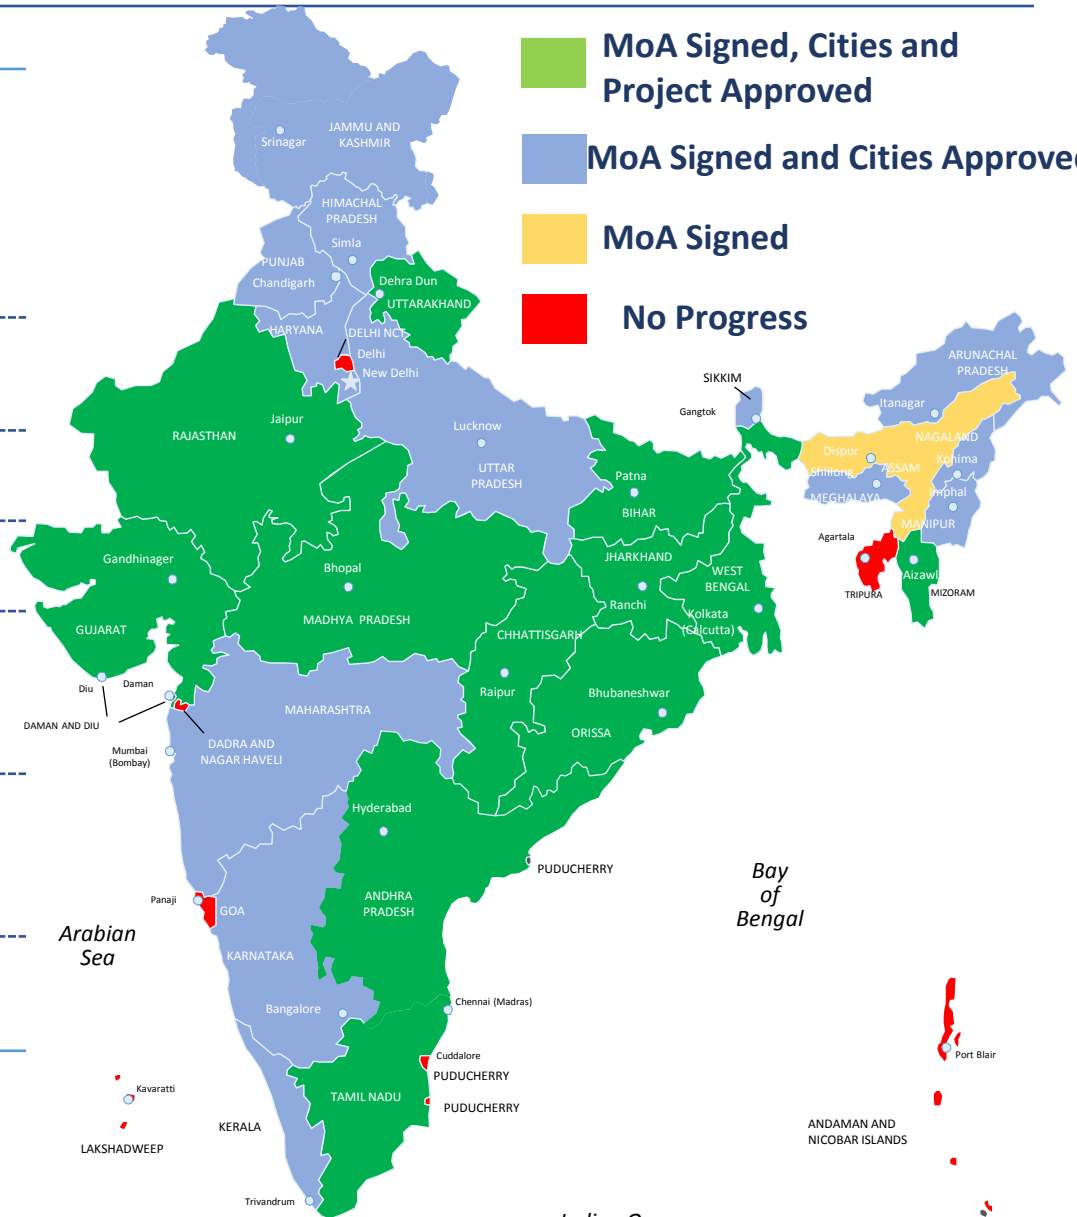 MoA Signed, Cities and
Project Approved
MoA Signed and Cities Approved
MoA Signed
No Progress
JAMMU AND
KASHMIR
Srinagar
HIMACHAL
PRADESH
Simla
PUNJAB
Chandigarh
Dehra Dun
UTTARAKHAND
HARYANA
DELHI NCT
Delhi
New Delhi
ARUNACHAL
PRADESH
SIKKIM
Gangtok
Itanagar
Jaipur
RAJASTHAN
Lucknow
UTTAR
PRADESH
NAGALAND
Dispur
Kohima
Shillong
ASSAM
Patna
BIHAR
MEGHALAYA
Imphal
MANIPUR
Agartala
Gandhinager
Bhopal
JHARKHAND
WEST
BENGAL
Aizawl
TRIPURA
MIZORAM
Ranchi
Kolkata
(Calcutta)
GUJARAT
MADHYA PRADESH
CHHATTISGARH
Diu
Daman
Raipur
Bhubaneshwar
DAMAN AND DIU
MAHARASHTRA
ORISSA
Mumbai
(Bombay)
DADRA AND
NAGAR HAVELI
Hyderabad
PUDUCHERRY
Bay
of
Bengal
Panaji
GOA
ANDHRA
PRADESH
Arabian
Sea
KARNATAKA
Bangalore
Chennai (Madras)
Cuddalore
PUDUCHERRY
Port Blair
Kavaratti
TAMIL NADU
PUDUCHERRY
KERALA
ANDAMAN AND
NICOBAR ISLANDS
LAKSHADWEEP
Trivandrum
Indian